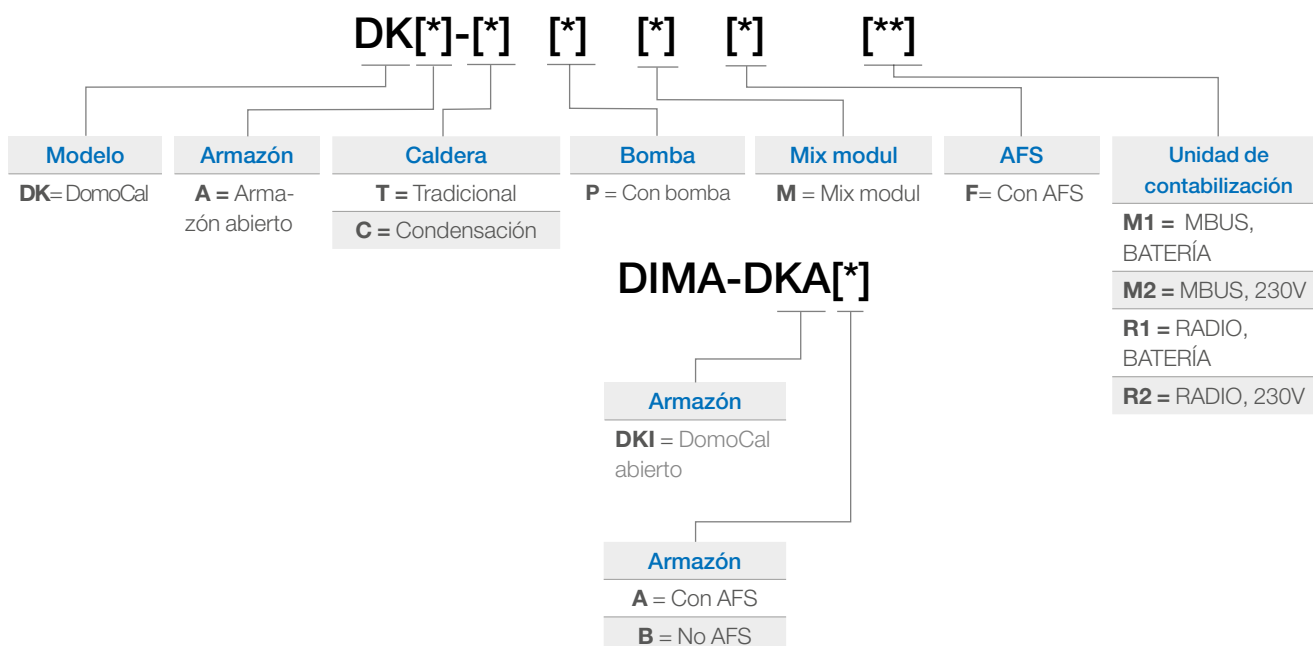 DK[*]-[*] [*] [*] [*] [**]
Modelo
DK= DomoCal
Armazón
A = Arma-
zón abierto
Caldera
T = Tradicional
C = Condensación
Bomba
P = Con bomba
Mix modul
M = Mix modul
AFS
F= Con AFS
Unidad de
contabilización
M1 = MBUS,
BATERÍA
M2 = MBUS, 230V
R1 = RADIO,
BATERÍA
R2 = RADIO, 230V
DIMA-DKA[*]
Armazón
DKI = DomoCal
abierto
Armazón
A = Con AFS
B = No AFS